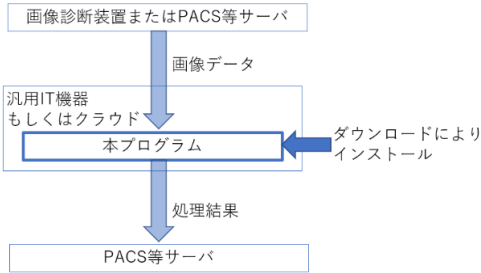 画像診断装置またはPACS等サーバ
画像データ
汎用IT機器
もしくはクラウド
本プログラム
ダウンロードにより
インストール
処理結果
PACS等サーバ